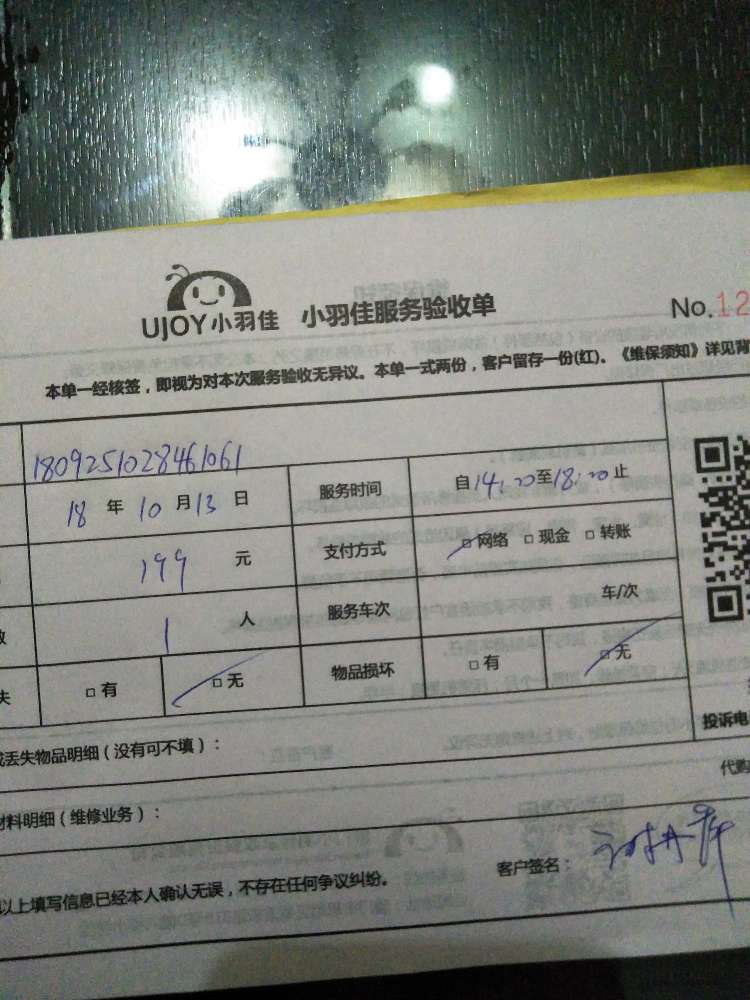 UJOY小羽佳 小羽佳服务验收单 No.12
本单一经核签，即视为对本次服务验收无异议。本单一式两份，客户留存一份(红)。《维保须知》详见背
1809251028461061
18 年 10 月 13 日 服务时间 自14:20至18:20止
199 元 支付方式 网络 现金 转账
1 人 服务车次 车/次
失 有 无 物品损坏 有 无
投诉电
或丢失物品明细（没有可不填）：
代购
材料明细（维修业务）：
客户签名：
以上填写信息已经本人确认无误，不存在任何争议纠纷。